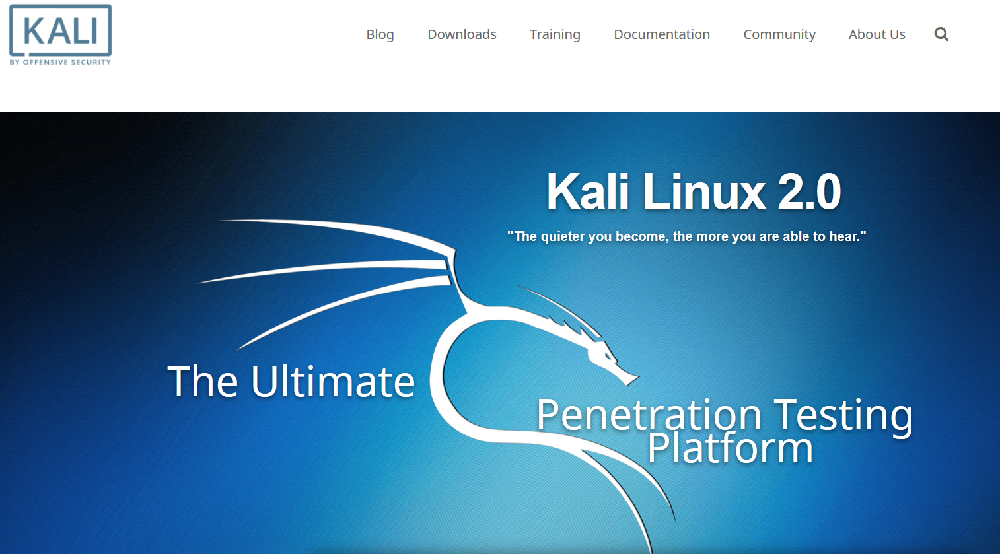 KALI
BY OFFENSIVE SECURITY
Blog Downloads Training Documentation Community About Us
Kali Linux 2.0
"The quieter you become, the more you are able to hear."
The Ultimate
Penetration Testing
Platform